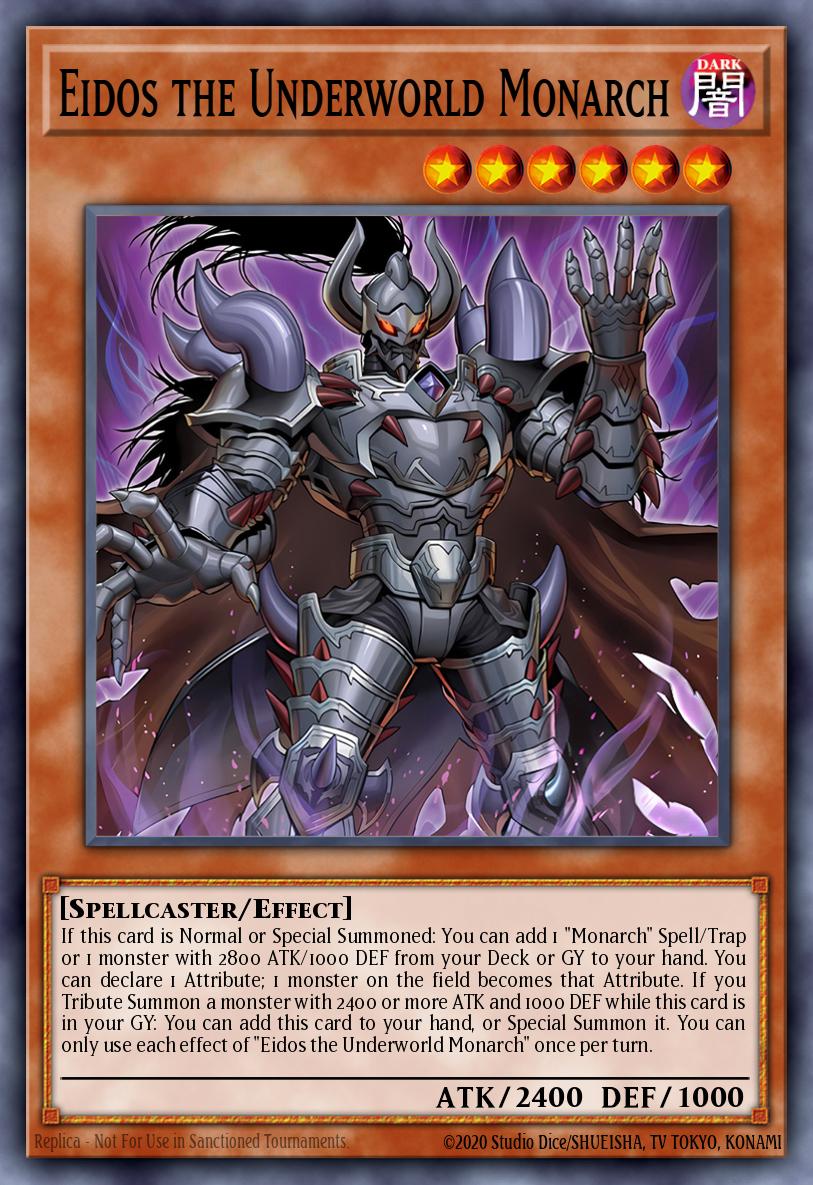 Eidos the Underworld Monarch
DARK
闇
[Spellcaster/Effect]
If this card is Normal or Special Summoned: You can add 1 "Monarch" Spell/Trap
or 1 monster with 2800 ATK/1000 DEF from your Deck or GY to your hand. You
can declare 1 Attribute; 1 monster on the field becomes that Attribute. If you
Tribute Summon a monster with 2400 or more ATK and 1000 DEF while this card is
in your GY: You can add this card to your hand, or Special Summon it. You can
only use each effect of "Eidos the Underworld Monarch" once per turn.
ATK/2400 DEF/1000
Replica - Not For Use in Sanctioned Tournaments.
©2020 Studio Dice/SHUEISHA, TV TOKYO, KONAMI